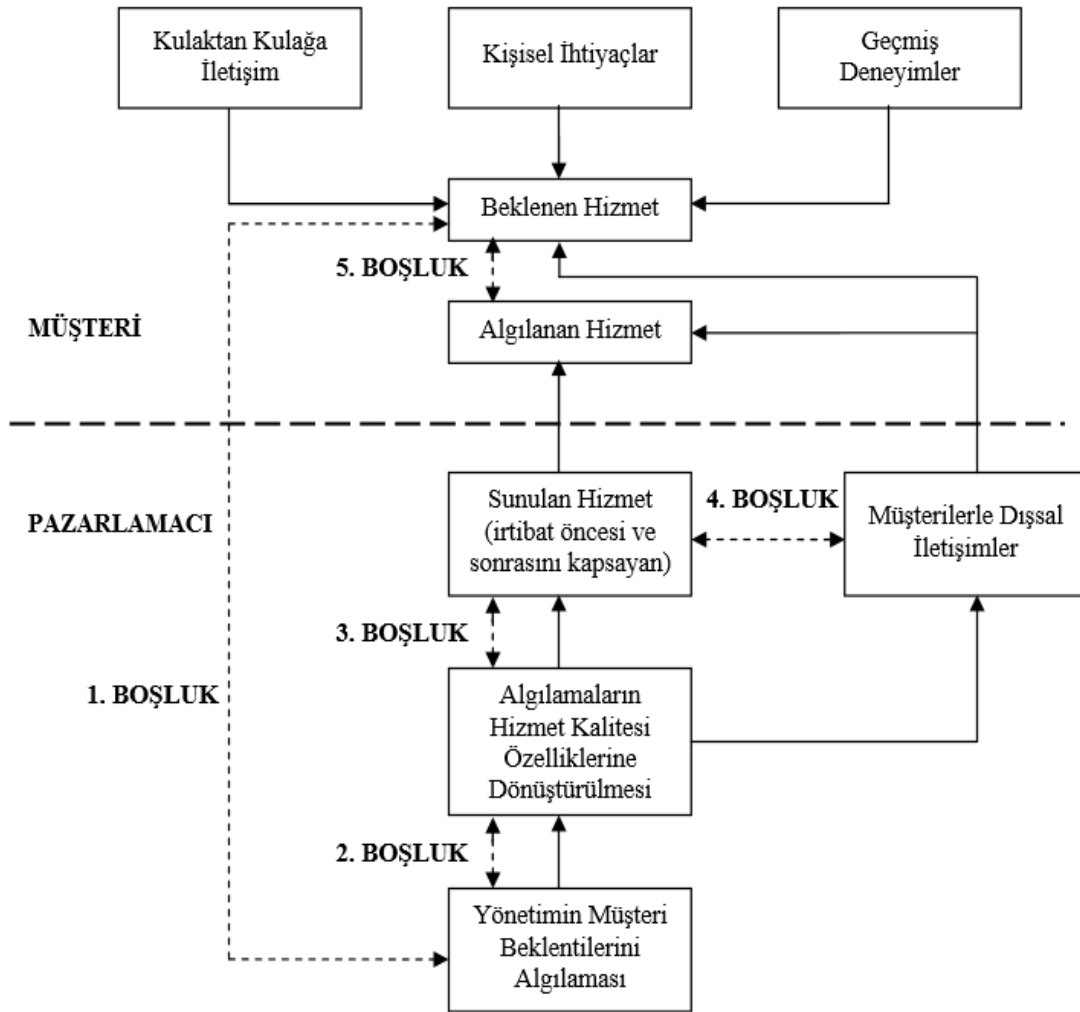 Kulaktan Kulağa
İletişim
Kişisel İhtiyaçlar
Geçmiş
Deneyimler
Beklenen Hizmet
5. BOŞLUK
MÜŞTERİ
Algılanan Hizmet
PAZARLAMACI
Sunulan Hizmet
(irtibat öncesi ve
sonrasını kapsayan)
4. BOŞLUK
Müşterilerle Dışsal
İletişimler
3. BOŞLUK
1. BOŞLUK
Algılamaların
Hizmet Kalitesi
Özelliklerine
Dönüştürülmesi
2. BOŞLUK
Yönetimin Müşteri
Beklentilerini
Algılaması